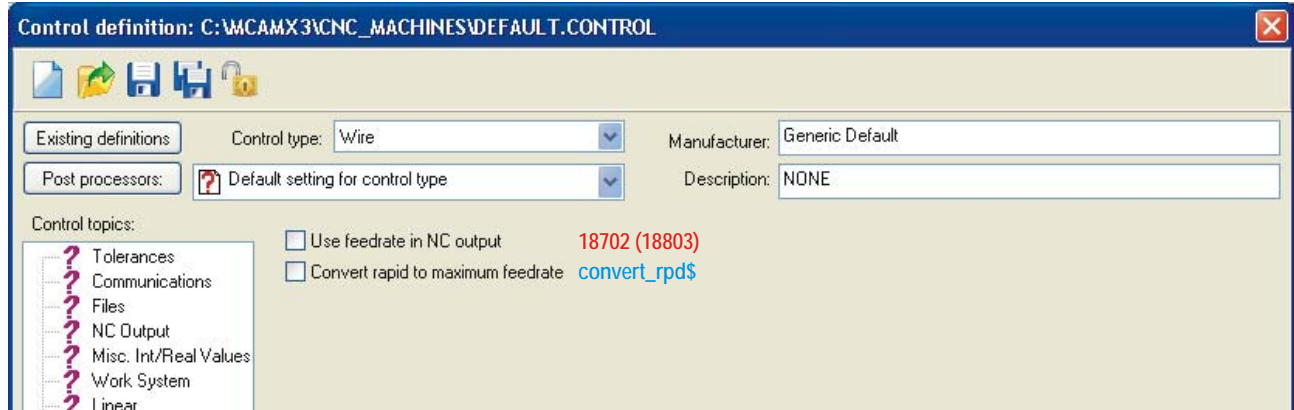 Control definition: C:\MCAMX3\CNC_MACHINES\DEFAULT.CONTROL
Existing definitions Control type: Wire Manufacturer: Generic Default
Post processors: Default setting for control type Description: NONE
Control topics:
Use feedrate in NC output 18702 (18803)
Convert rapid to maximum feedrate convert_rpd$
Tolerances
Communications
Files
NC Output
Misc. Int/Real Values
Work System
Linear